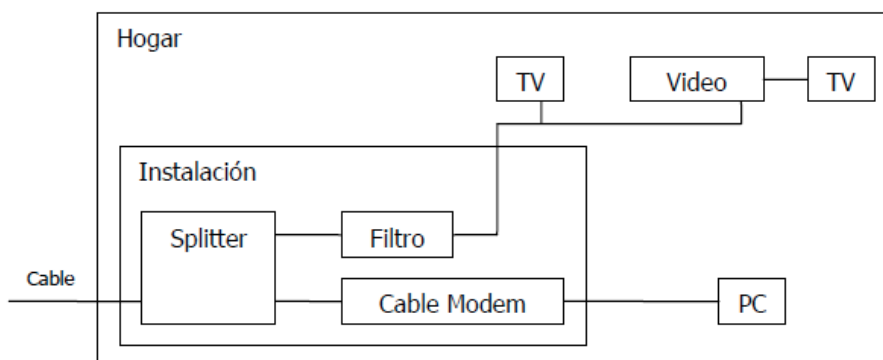 Hogar
TV
Video
TV
Instalación
Splitter
Filtro
Cable
Cable Modem
PC